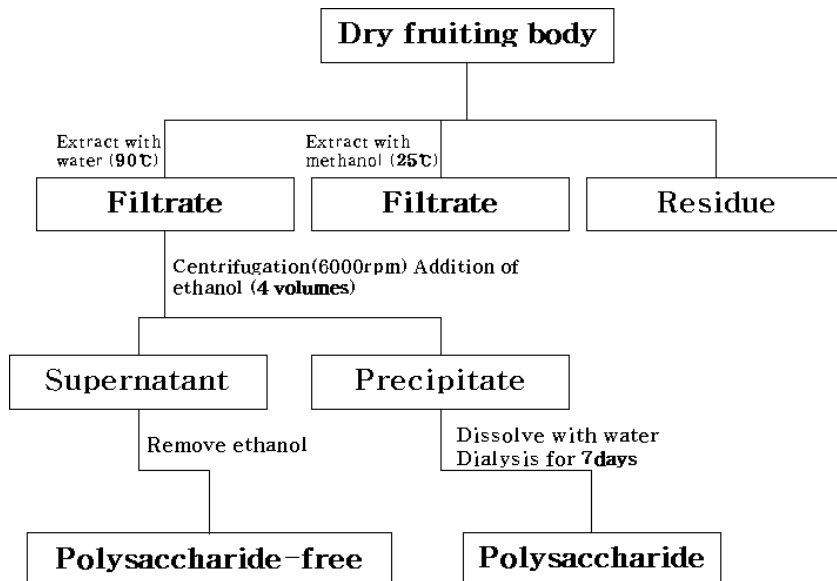 Dry fruiting body
Extract with
water (90℃)
Extract with
methanol (25℃)
Filtrate
Filtrate
Residue
Centrifugation(6000rpm) Addition of
ethanol (4 volumes)
Supernatant
Precipitate
Remove ethanol
Dissolve with water
Dialysis for 7days
Polysaccharide-free
Polysaccharide